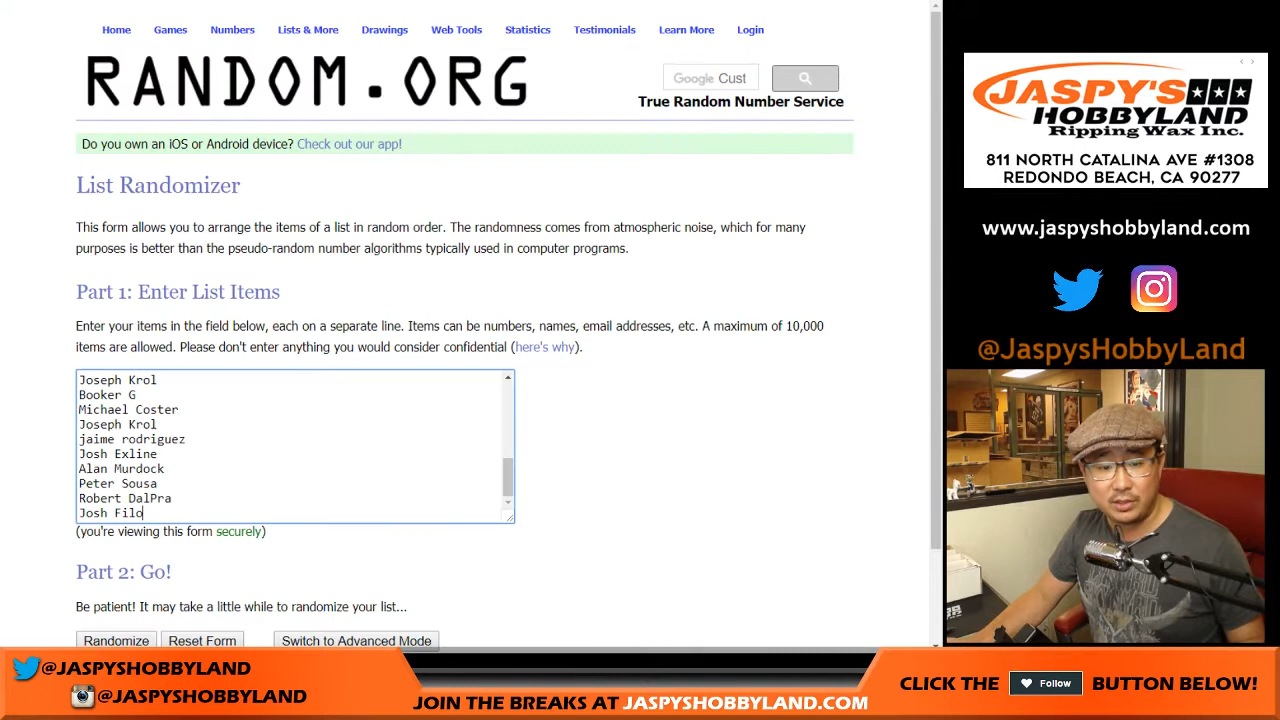 Home Games Numbers Lists & More Drawings Web Tools Statistics Testimonials Learn More Login
RANDOM.ORG
Google Cust
True Random Number Service
Do you own an iOS or Android device? Check out our app!
List Randomizer
This form allows you to arrange the items of a list in random order. The randomness comes from atmospheric noise, which for many
purposes is better than the pseudo-random number algorithms typically used in computer programs.
Part 1: Enter List Items
Enter your items in the field below, each on a separate line. Items can be numbers, names, email addresses, etc. A maximum of 10,000
items are allowed. Please don't enter anything you would consider confidential (here's why).
Joseph Krol
Booker G
Michael Coster
Joseph Krol
jaime rodriguez
Josh Exline
Alan Murdock
Peter Sousa
Robert DalPra
Josh Filo
(you're viewing this form securely)
Part 2: Go!
Be patient! It may take a little while to randomize your list...
Randomize Reset Form Switch to Advanced Mode
JASPY'S
HOBBYLAND
Ripping Wax Inc.
811 NORTH CATALINA AVE #1308
REDONDO BEACH, CA 90277
www.jaspyshobbyland.com
@JaspysHobbyLand
@JASPYSHOBBYLAND
@JASPYSHOBBYLAND
JOIN THE BREAKS AT JASPYSHOBBYLAND.COM
CLICK THE Follow BUTTON BELOW!